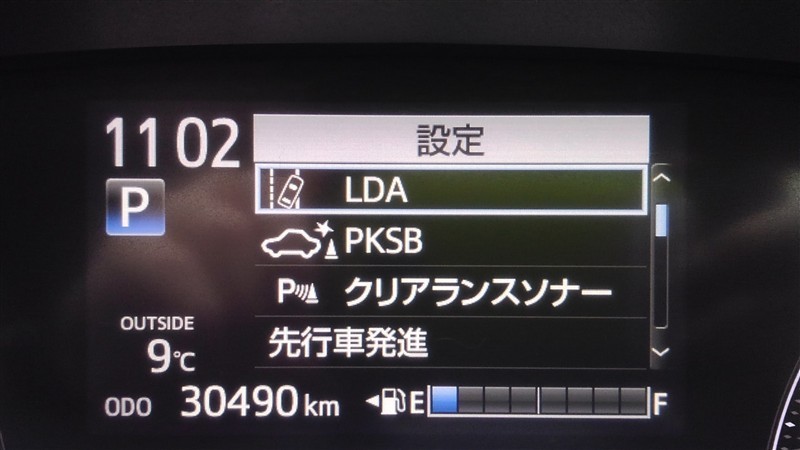 11 02
設定
P
LDA
PKSB
P クリアランスソナー
先行車発進
OUTSIDE
9℃
ODO 30490 km
E F